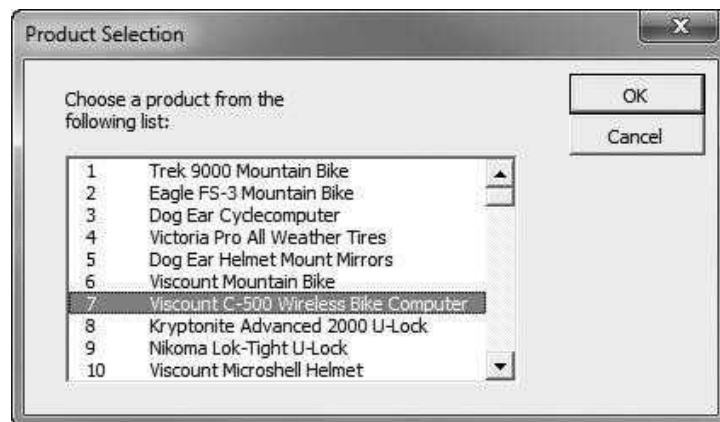 Product Selection
X
Choose a product from the
following list:
OK
Cancel
1 Trek 9000 Mountain Bike
2 Eagle FS-3 Mountain Bike
3 Dog Ear Cyclecomputer
4 Victoria Pro All Weather Tires
5 Dog Ear Helmet Mount Mirrors
6 Viscount Mountain Bike
7 Viscount C-500 Wireless Bike Computer
8 Kryptonite Advanced 2000 U-Lock
9 Nikoma Lok-Tight U-Lock
10 Viscount Microshell Helmet